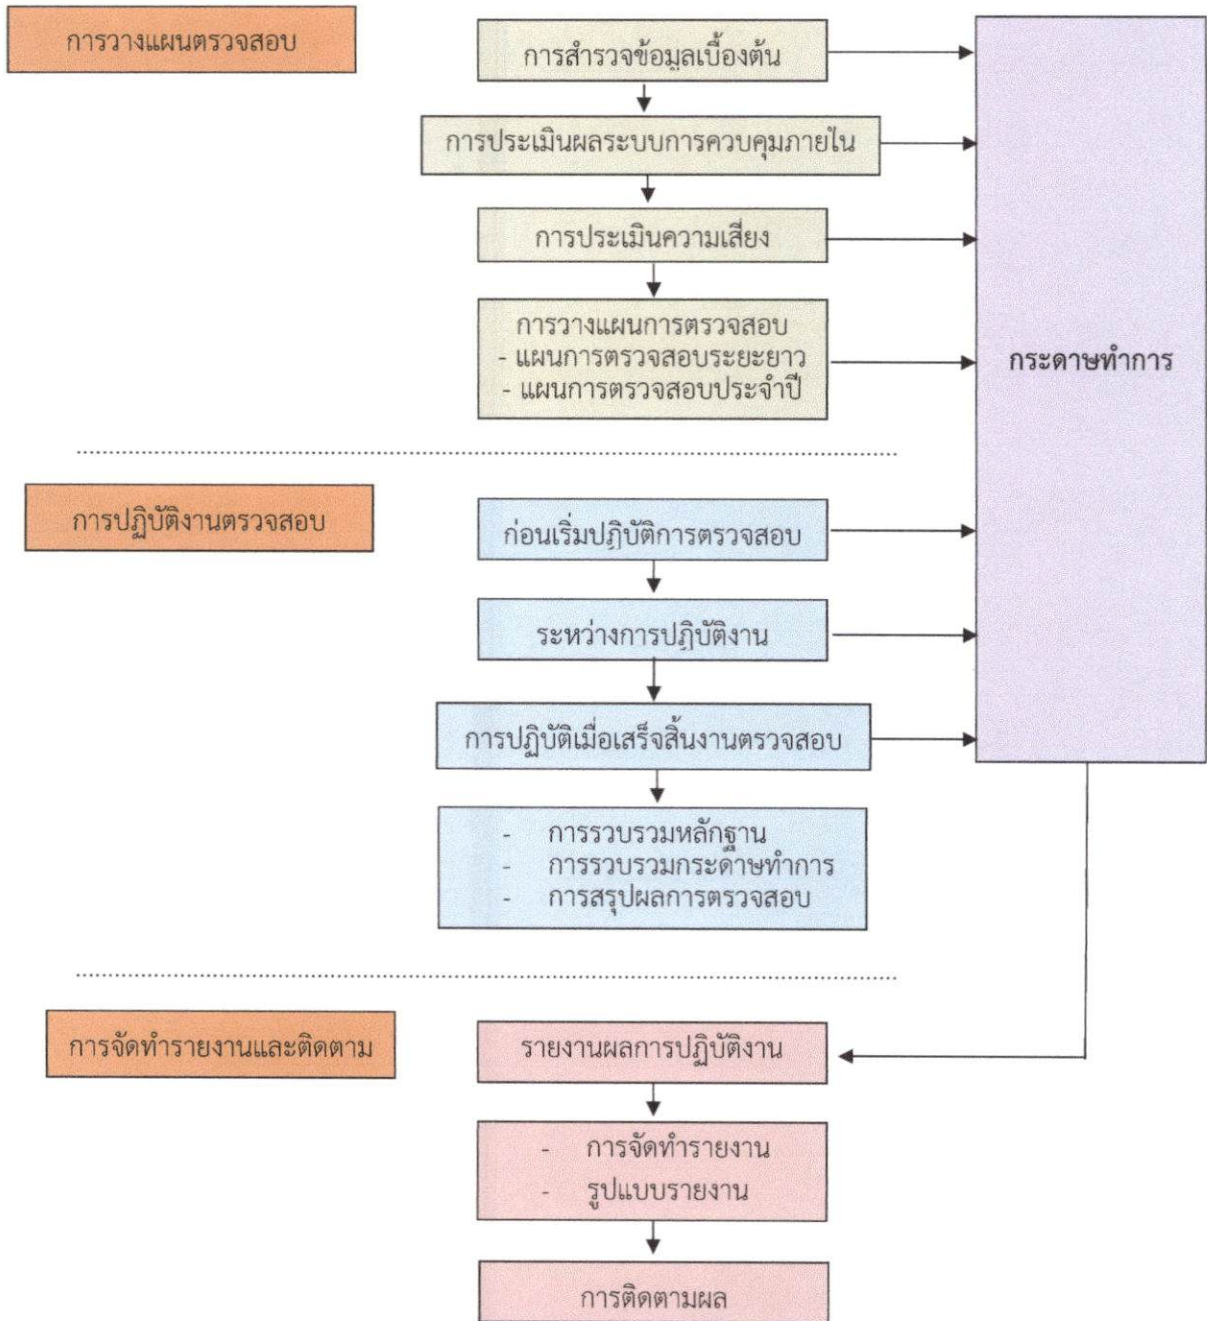 การวางแผนตรวจสอบ
การสำรวจข้อมูลเบื้องต้น
การประเมินผลระบบการควบคุมภายใน
การประเมินความเสี่ยง
การวางแผนการตรวจสอบ
- แผนการตรวจสอบระยะยาว
- แผนการตรวจสอบประจำปี
กระดาษทำการ
การปฏิบัติงานตรวจสอบ
ก่อนเริ่มปฏิบัติการตรวจสอบ
ระหว่างการปฏิบัติงาน
การปฏิบัติเมื่อเสร็จสิ้นงานตรวจสอบ
- การรวบรวมหลักฐาน
- การรวบรวมกระดาษทำการ
- การสรุปผลการตรวจสอบ
การจัดทำรายงานและติดตาม
รายงานผลการปฏิบัติงาน
- การจัดทำรายงาน
- รูปแบบรายงาน
การติดตามผล